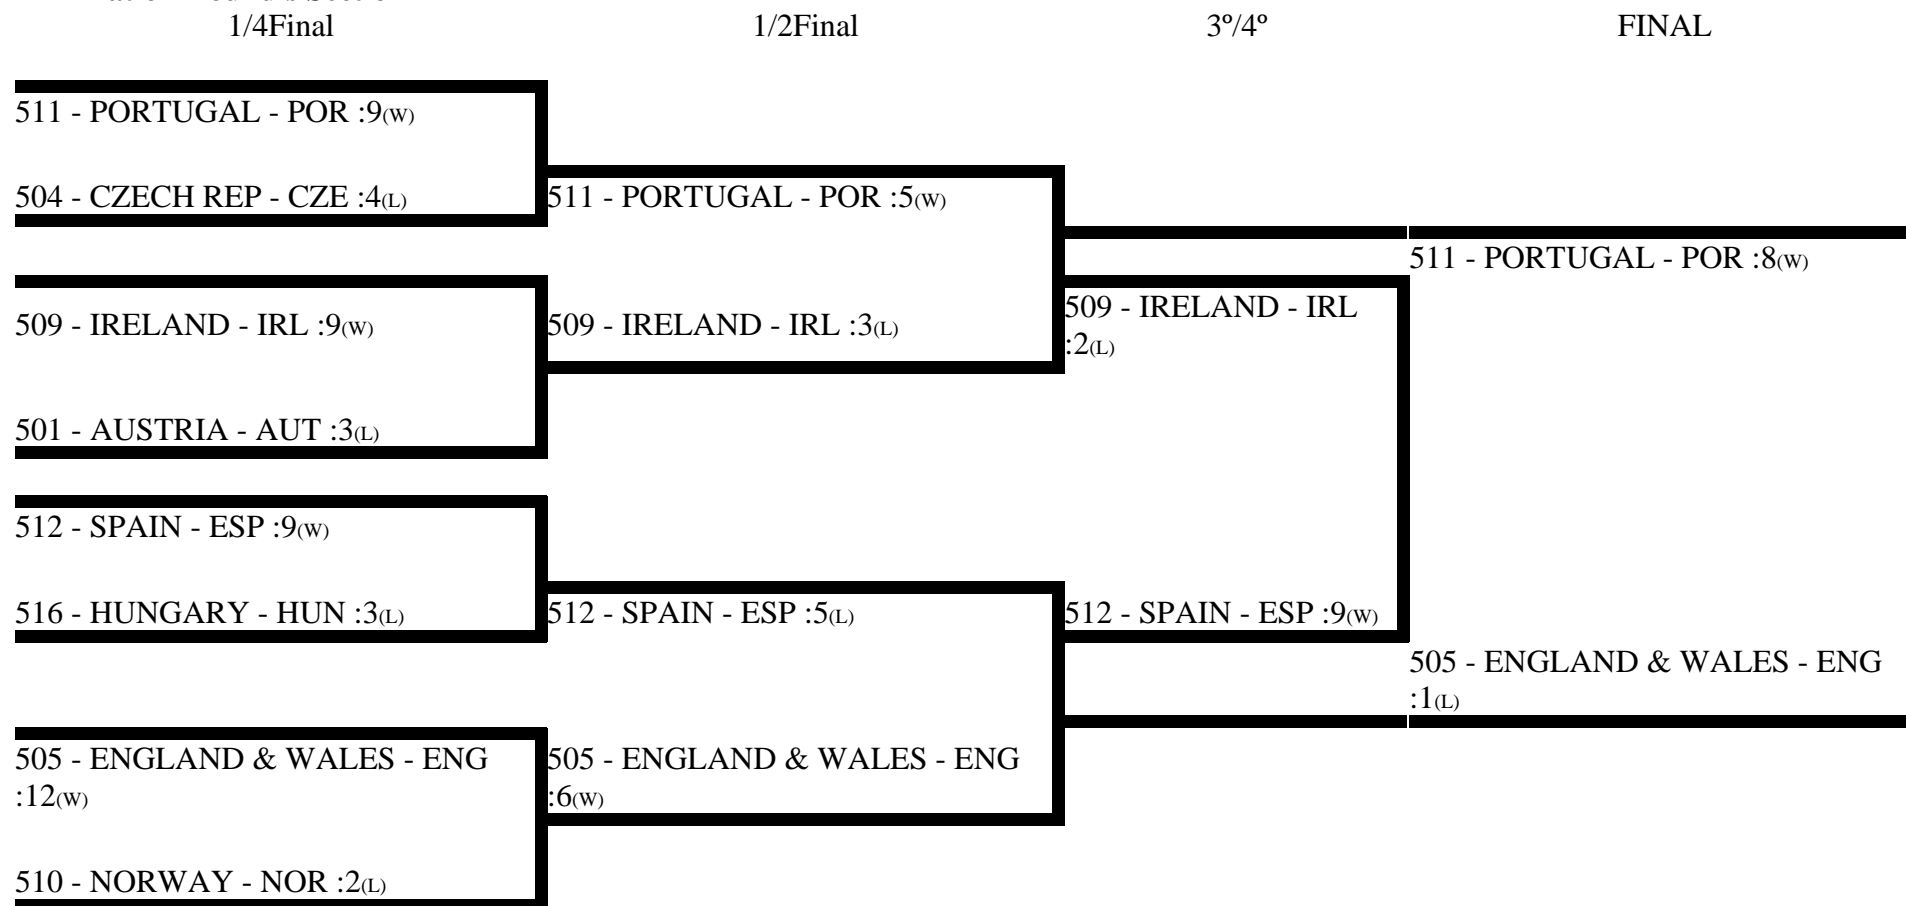 1/4Final
1/2Final
3º/4º
FINAL
511 - PORTUGAL - POR :9(W)
504 - CZECH REP - CZE :4(L)
509 - IRELAND - IRL :9(W)
501 - AUSTRIA - AUT :3(L)
512 - SPAIN - ESP :9(W)
516 - HUNGARY - HUN :3(L)
505 - ENGLAND & WALES - ENG
:12(W)
510 - NORWAY - NOR :2(L)
511 - PORTUGAL - POR :5(W)
509 - IRELAND - IRL :3(L)
512 - SPAIN - ESP :5(L)
505 - ENGLAND & WALES - ENG
:6(W)
509 - IRELAND - IRL
:2(L)
512 - SPAIN - ESP :9(W)
511 - PORTUGAL - POR :8(W)
505 - ENGLAND & WALES - ENG
:1(L)